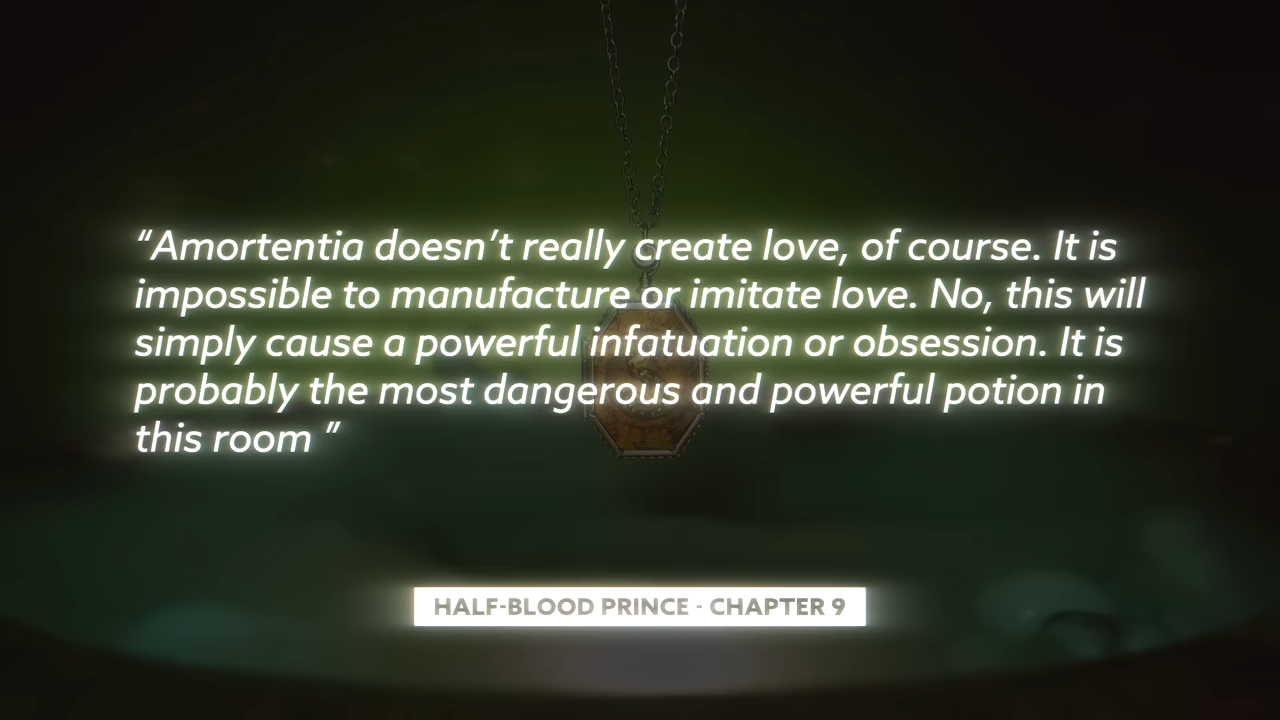 “Amortentia doesn’t really create love, of course. It is
impossible to manufacture or imitate love. No, this will
simply cause a powerful infatuation or obsession. It is
probably the most dangerous and powerful potion in
this room ”
HALF-BLOOD PRINCE - CHAPTER 9